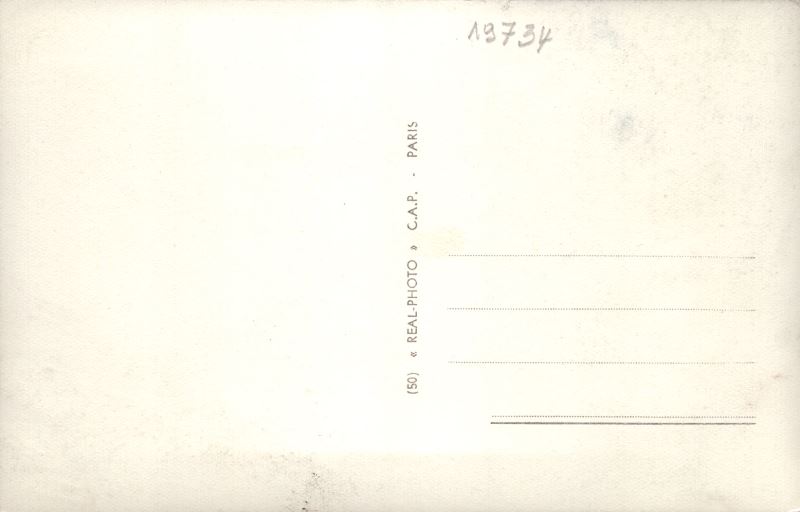 19734
(50) « REAL-PHOTO » C.A.P. - PARIS